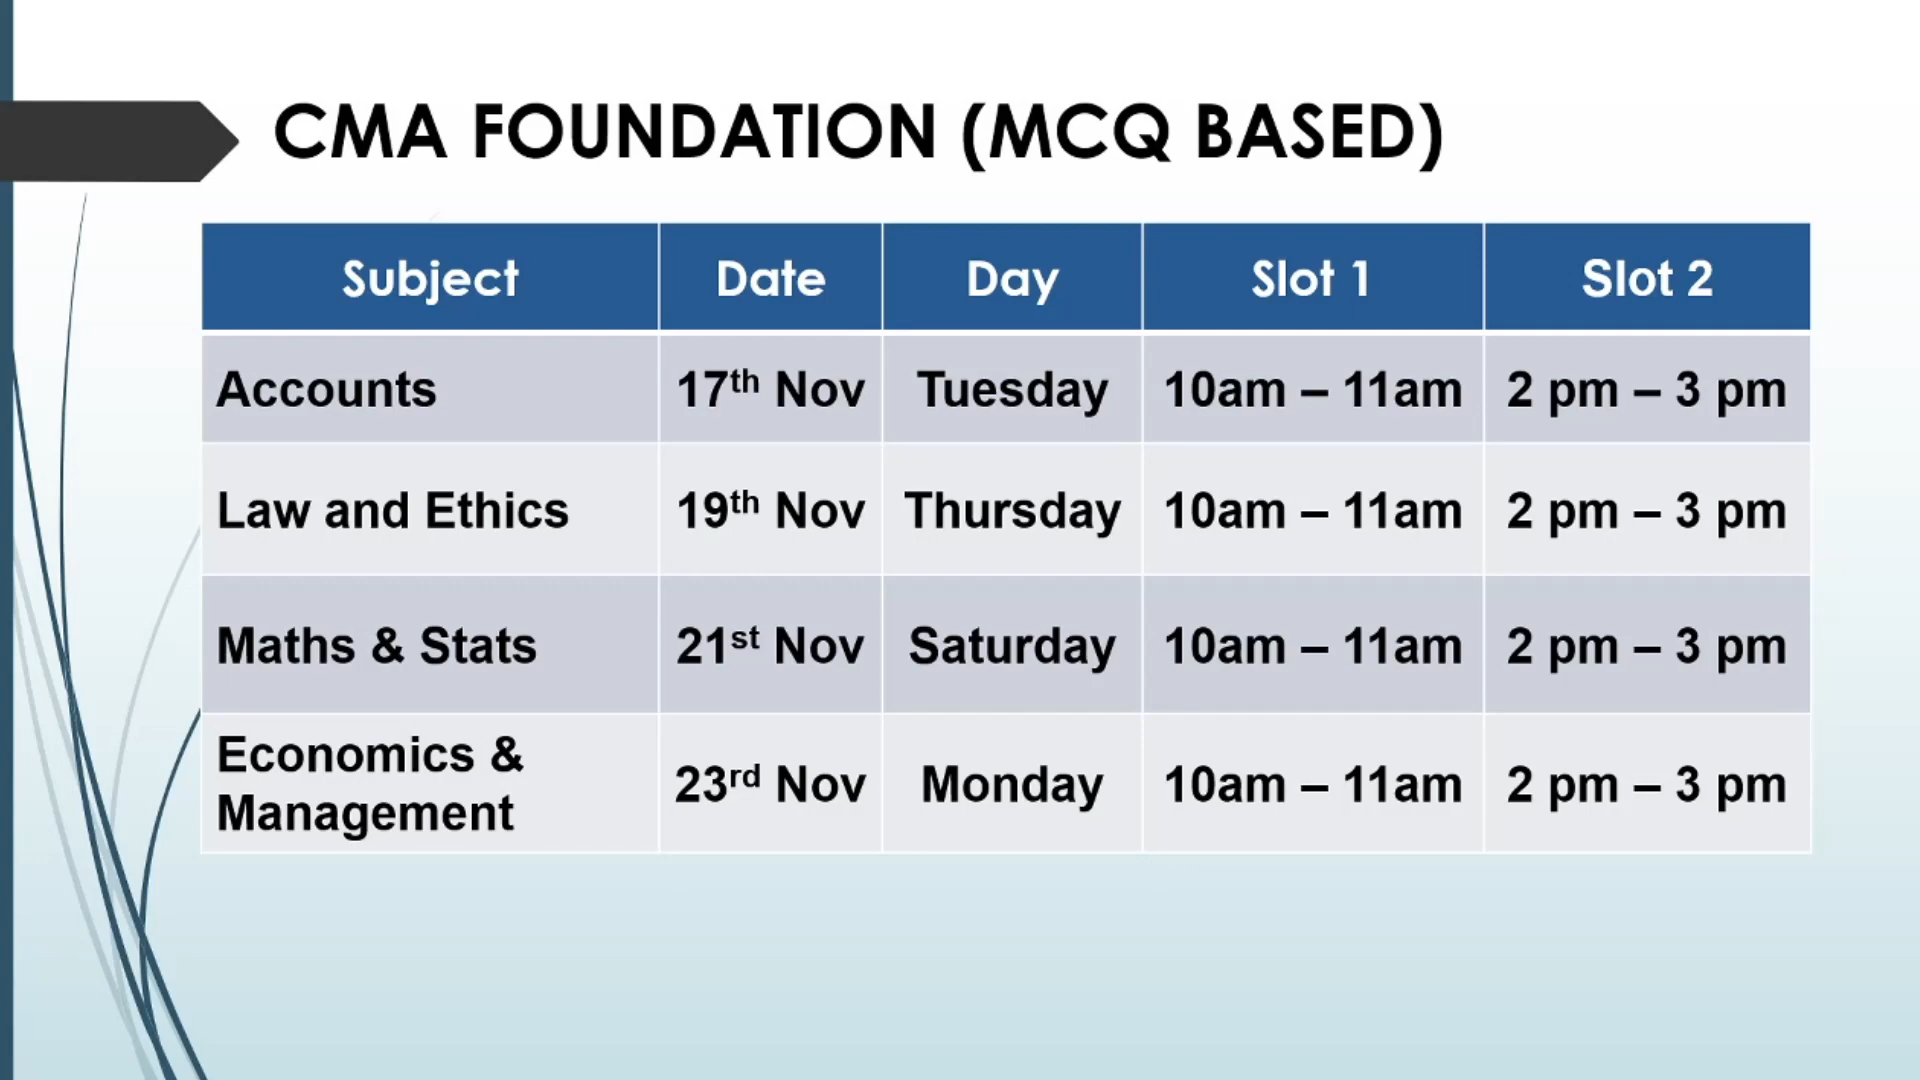 CMA FOUNDATION (MCQ BASED)
Subject Date Day Slot 1 Slot 2
Accounts 17th Nov Tuesday 10am – 11am 2 pm – 3 pm
Law and Ethics 19th Nov Thursday 10am – 11am 2 pm – 3 pm
Maths & Stats 21st Nov Saturday 10am – 11am 2 pm – 3 pm
Economics &
Management 23rd Nov Monday 10am – 11am 2 pm – 3 pm